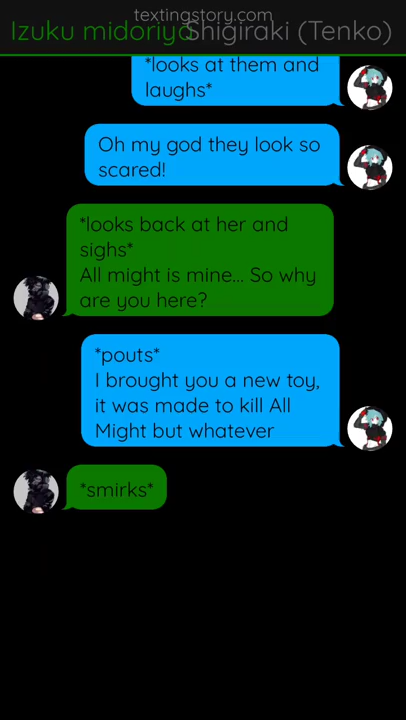 textingstory.com
Izuku midoriya Shigiraki (Tenko)
*looks at them and
laughs*
Oh my god they look so
scared!
*looks back at her and
sighs*
All might is mine... So why
are you here?
*pouts*
I brought you a new toy,
it was made to kill All
Might but whatever
*smirks*